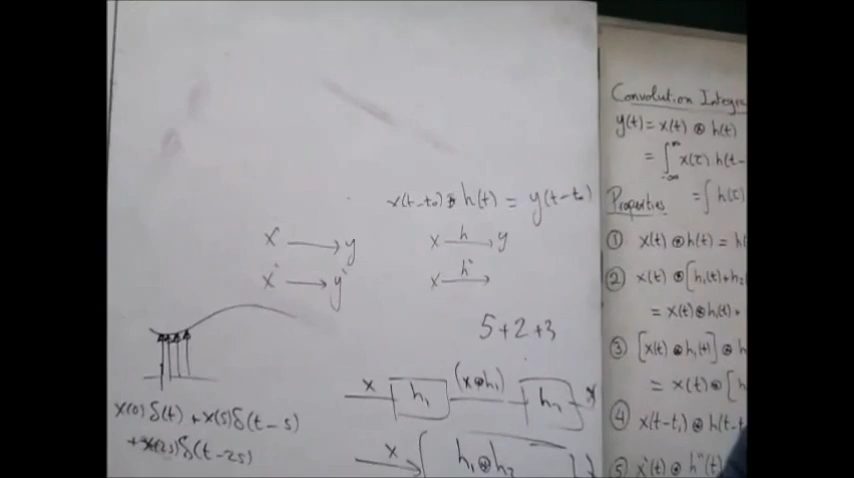 x(t-t₀) ⊛ h(t) = y(t-t₀)
x ⟶ y
x' ⟶ y'
x —h→ y
x —h'→
5+2+3
x(0)δ(t) + x(s)δ(t-s)
+ x(2s)δ(t-2s)
x h₁ (x⊛h₁) h₂
x h₁⊛h₂
Convolution Integra
y(t) = x(t) ⊛ h(t)
= ∫ x(τ) h(t-
= ∫ h(τ)
Properties
① x(t) ⊛ h(t) = h
② x(t) ⊛ [h₁(t)+h₂
= x(t)⊛h₁(t)+
③ [x(t) ⊛ h₁(t)] ⊛ h
= x(t) ⊛ [h
④ x(t-t₁) ⊛ h(t-t
⑤ x'(t) ⊛ h''(t)